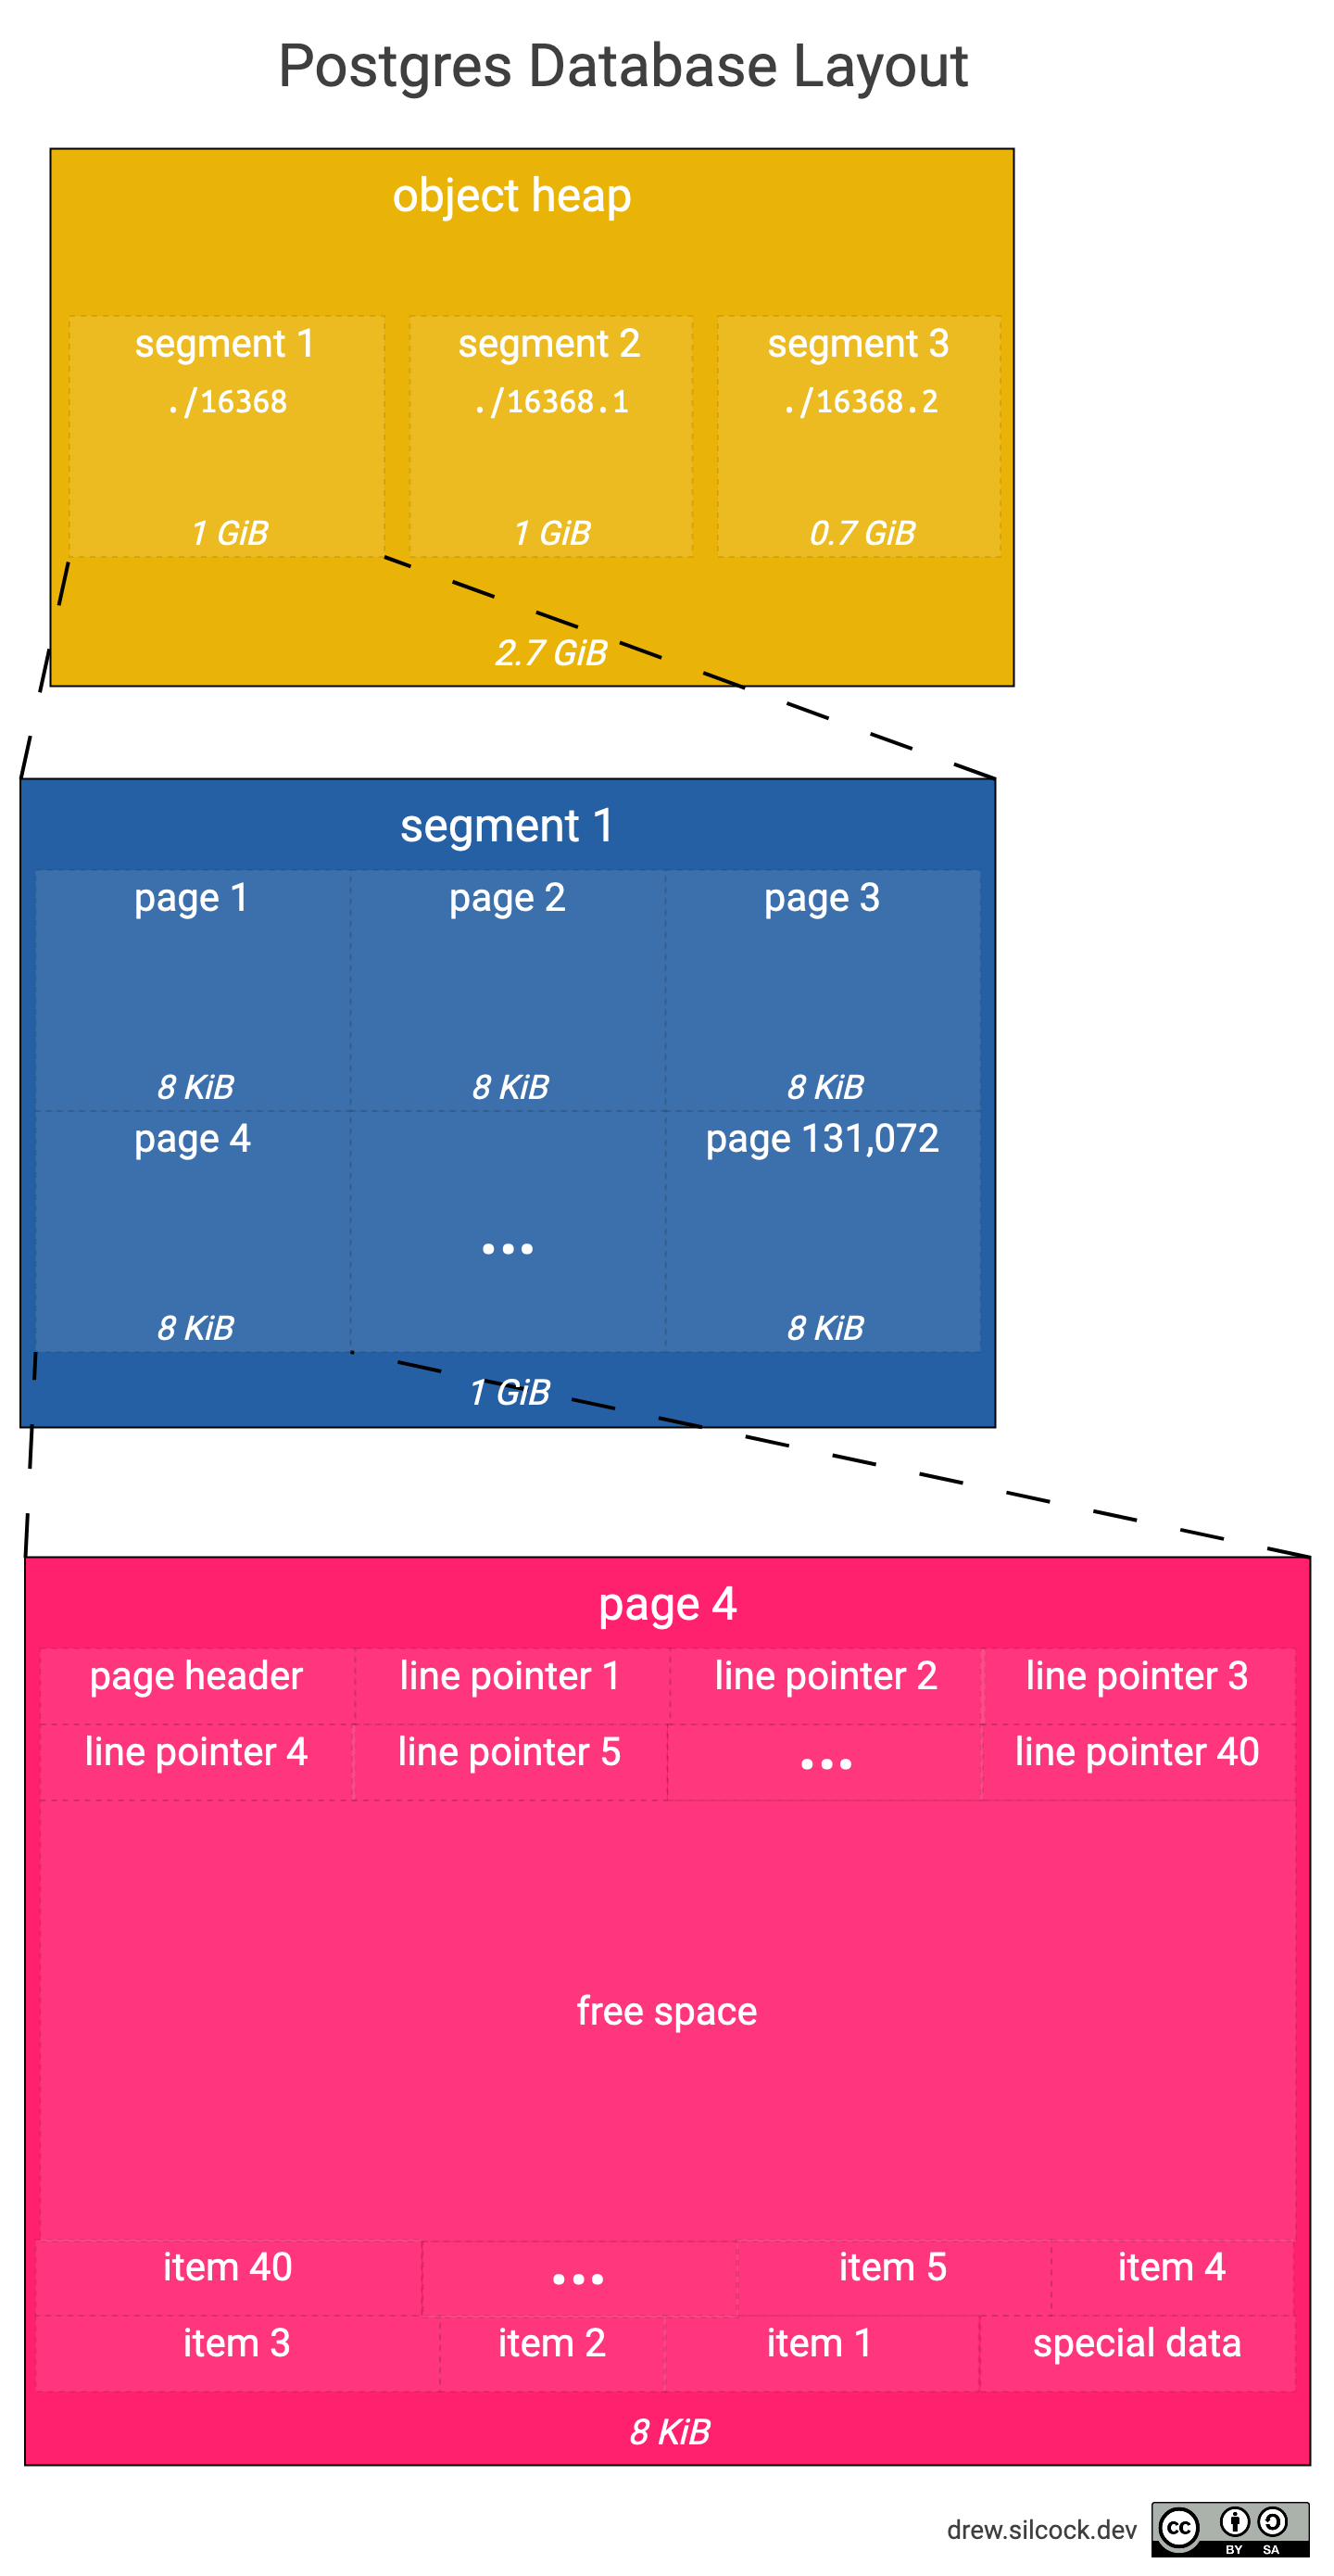 Postgres Database Layout
object heap
segment 1
./16368
1 GiB
segment 2
./16368.1
1 GiB
segment 3
./16368.2
0.7 GiB
2.7 GiB
segment 1
page 1
8 KiB
page 2
8 KiB
page 3
8 KiB
page 4
8 KiB
...
page 131,072
8 KiB
1 GiB
page 4
page header
line pointer 1
line pointer 2
line pointer 3
line pointer 4
line pointer 5
...
line pointer 40
free space
item 40
...
item 5
item 4
item 3
item 2
item 1
special data
8 KiB
drew.silcock.dev
cc
BY SA